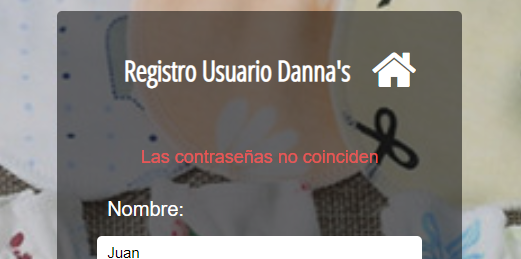 Registro Usuario Danna's
Las contraseñas no coinciden
Nombre:
Juan